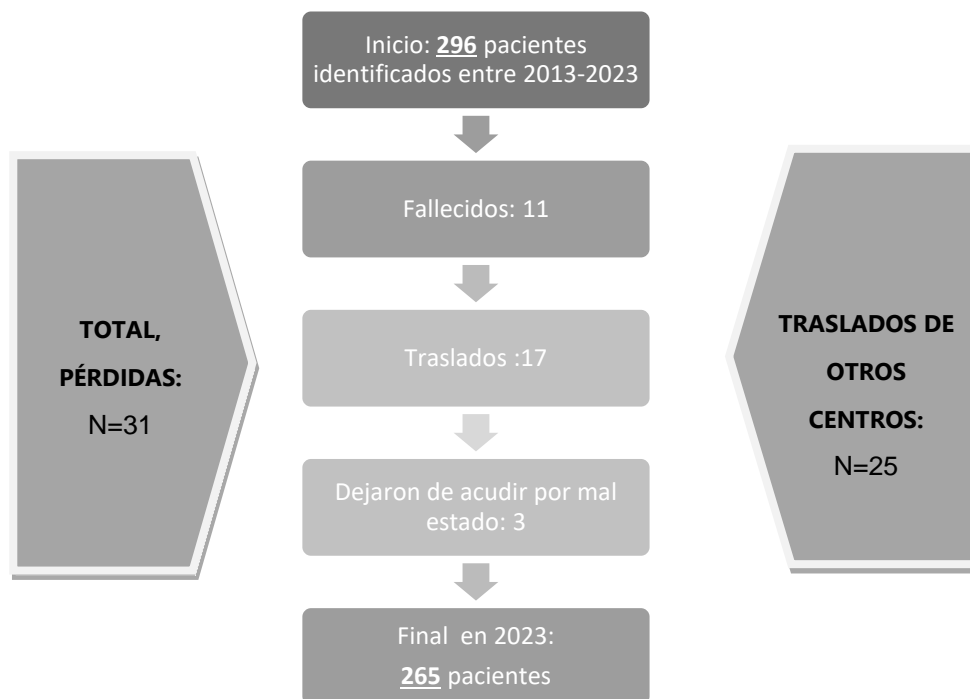 Inicio: 296 pacientes
identificados entre 2013-2023
Fallecidos: 11
Traslados :17
Dejaron de acudir por mal
estado: 3
Final en 2023:
265 pacientes
TOTAL,
PÉRDIDAS:
N=31
TRASLADOS DE
OTROS
CENTROS:
N=25